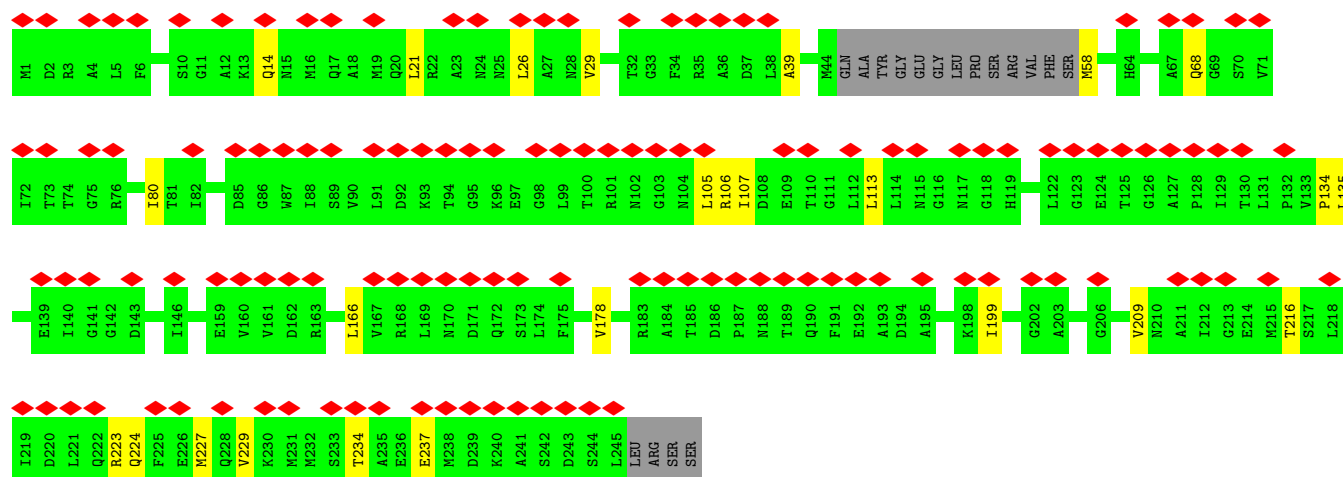 M1 D2 R3 A4 L5 F6 S10 G11 A12 K13 Q14 N15 M16 Q17 A18 M19 Q20 L21 R22 A23 N24 N25 L26 A27 N28 V29 T32 G33 F34 R35 A36 D37 L38 A39 M44 GLN ALA TYR GLY GLU GLY LEU PRO SER ARG VAL PHE SER M58 H64 A67 Q68 G69 S70 V71
I72 T73 T74 G75 R76 I80 T81 I82 D85 G86 W87 I88 S89 V90 L91 D92 K93 T94 G95 K96 E97 G98 L99 T100 R101 N102 G103 N104 L105 R106 I107 D108 E109 T110 G111 L112 L113 L114 N115 G116 N117 G118 H119 L122 G123 E124 T125 G126 A127 P128 I129 T130 L131 P132 V133 P134 L135
E139 I140 G141 G142 D143 I146 E159 V160 V161 D162 R163 L166 V167 R168 L169 N170 D171 Q172 S173 L174 F175 V178 R183 A184 T185 D186 P187 N188 T189 Q190 F191 E192 A193 D194 A195 K198 I199 G202 A203 G206 V209 N210 A211 I212 G213 E214 M215 T216 S217 L218
I219 D220 L221 Q222 R223 Q224 F225 E226 M227 Q228 V229 K230 M231 M232 S233 T234 A235 E236 E237 M238 D239 K240 A241 S242 D243 S244 L245 LEU ARG SER SER